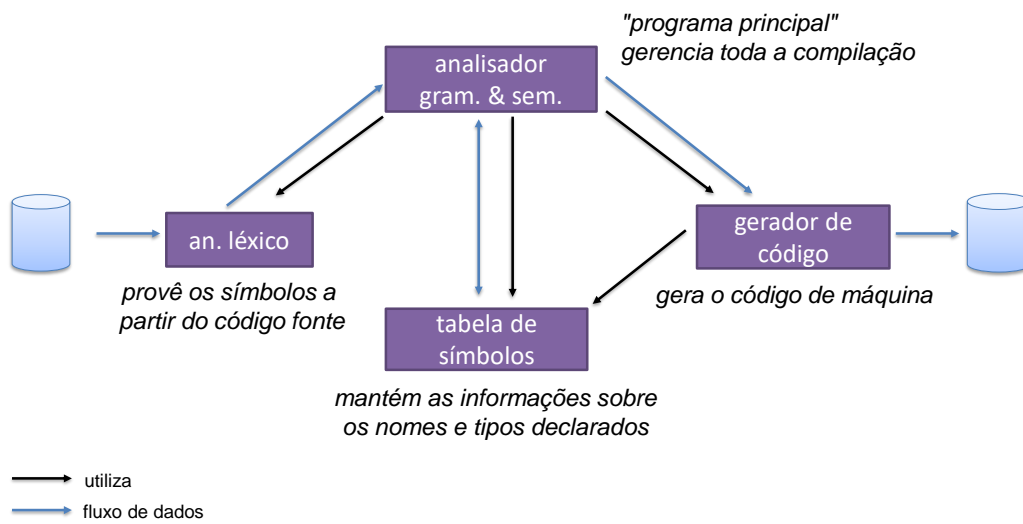 "programa principal"
gerencia toda a compilação
analisador
gram. & sem.
an. léxico
gerador de
código
provê os símbolos a
partir do código fonte
gera o código de máquina
tabela de
símbolos
mantém as informações sobre
os nomes e tipos declarados
utiliza
fluxo de dados